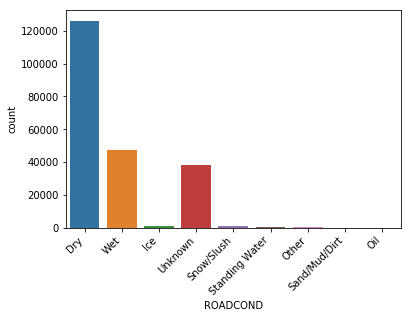 120000
100000
80000
60000
40000
20000
0
count
Dry
Wet
Ice
Unknown
Snow/Slush
Standing Water
Other
Sand/Mud/Dirt
Oil
ROADCOND